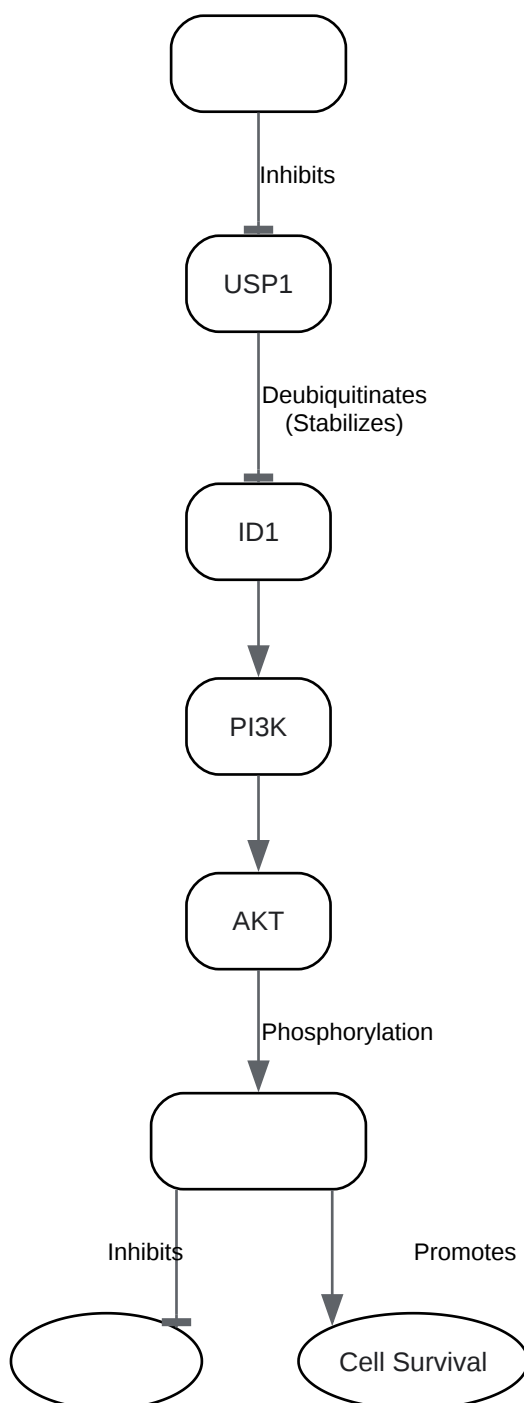 Inhibits
USP1
Deubiquitinates
(Stabilizes)
ID1
PI3K
AKT
Phosphorylation
Inhibits
Promotes
Cell Survival